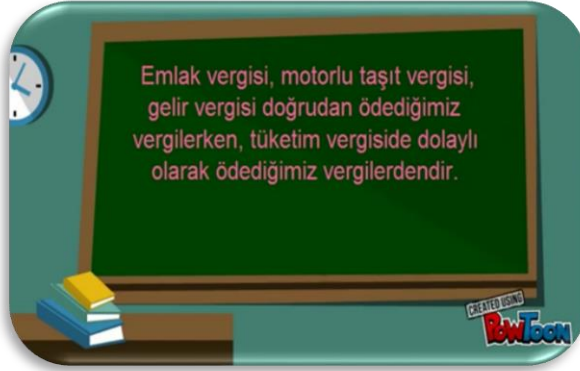 Emlak vergisi, motorlu taşıt vergisi,
gelir vergisi doğrudan ödediğimiz
vergilerken, tüketim vergiside dolaylı
olarak ödediğimiz vergilerdendir.
CREATED USING
POWTOON